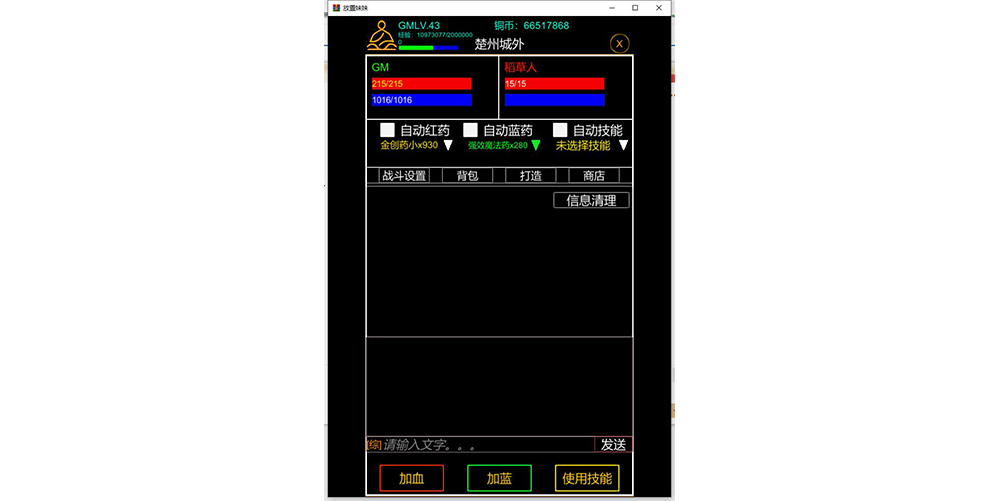 放置妹妹
GMLV.43
铜币：66517868
经验：10973077/2000000
0
楚州城外
X
GM
稻草人
215/215
15/15
1016/1016
自动红药
自动蓝药
自动技能
金创药小x930
强效魔法药x280
未选择技能
战斗设置
背包
打造
商店
信息清理
[综]请输入文字。。。
发送
加血
加蓝
使用技能